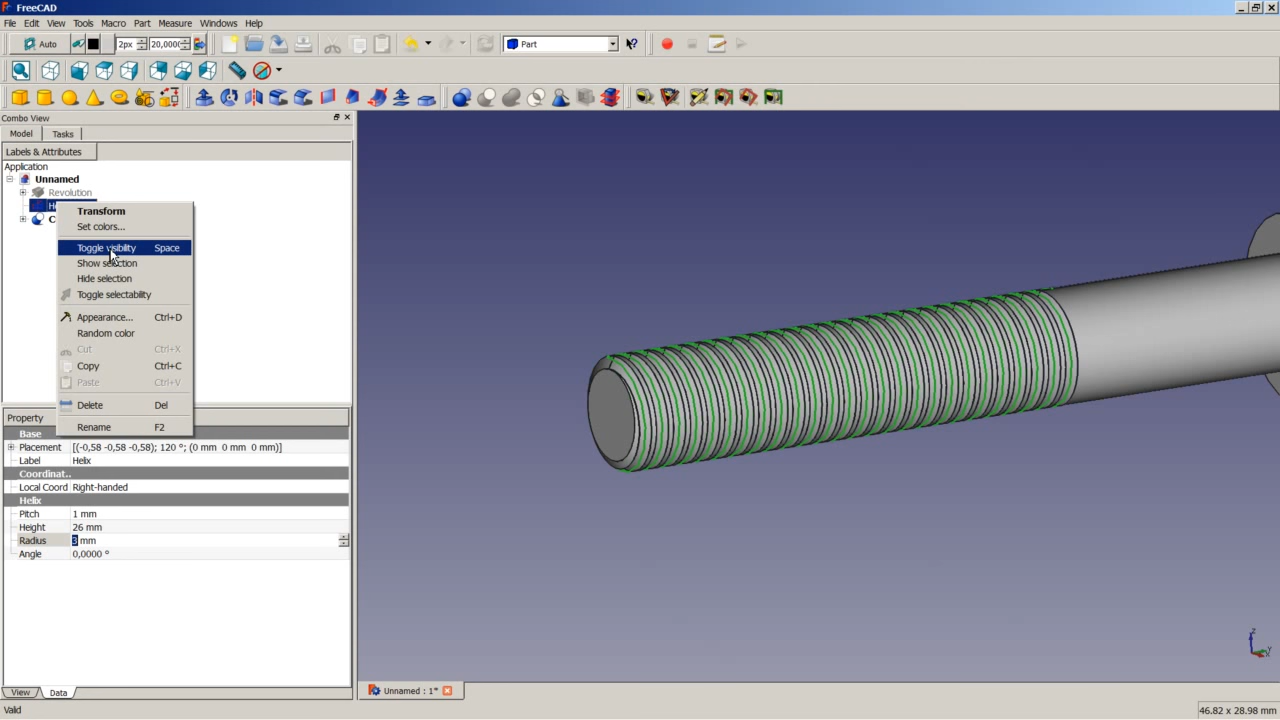 FreeCAD
File Edit View Tools Macro Part Measure Windows Help
Auto 2px 20,0000 Part
Combo View
Model Tasks
Labels & Attributes
Application
Unnamed
Revolution
He
C
Transform
Set colors...
Toggle visibility Space
Show selection
Hide selection
Toggle selectability
Appearance... Ctrl+D
Random color
Cut Ctrl+X
Copy Ctrl+C
Paste Ctrl+V
Delete Del
Rename F2
Property
Base
Placement [(-0,58 -0,58 -0,58); 120 °; (0 mm 0 mm 0 mm)]
Label Helix
Coordinat..
Local Coord Right-handed
Helix
Pitch 1 mm
Height 26 mm
Radius 3 mm
Angle 0,0000 °
View Data
Unnamed : 1*
Valid 46.82 x 28.98 mm